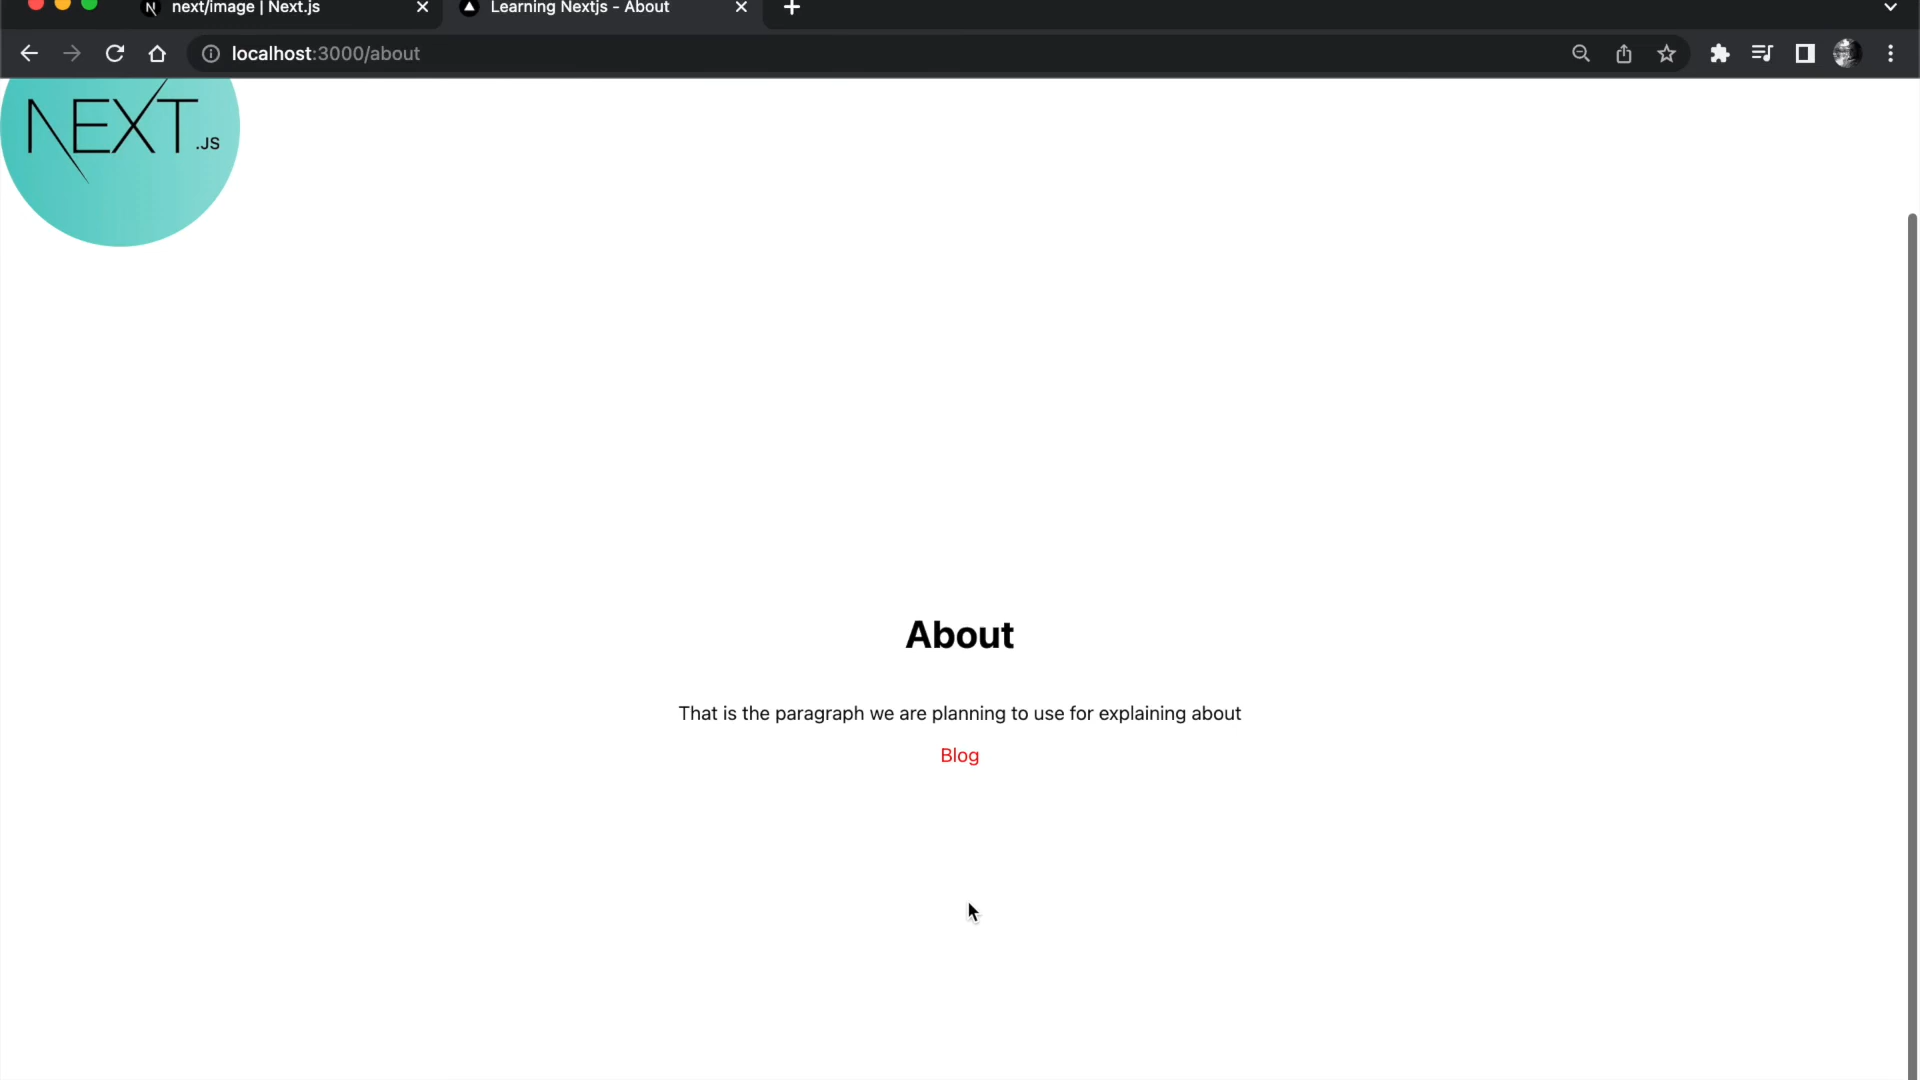 next/image | Next.js
Learning Nextjs - About
localhost:3000/about
NEXT.JS
About
That is the paragraph we are planning to use for explaining about
Blog